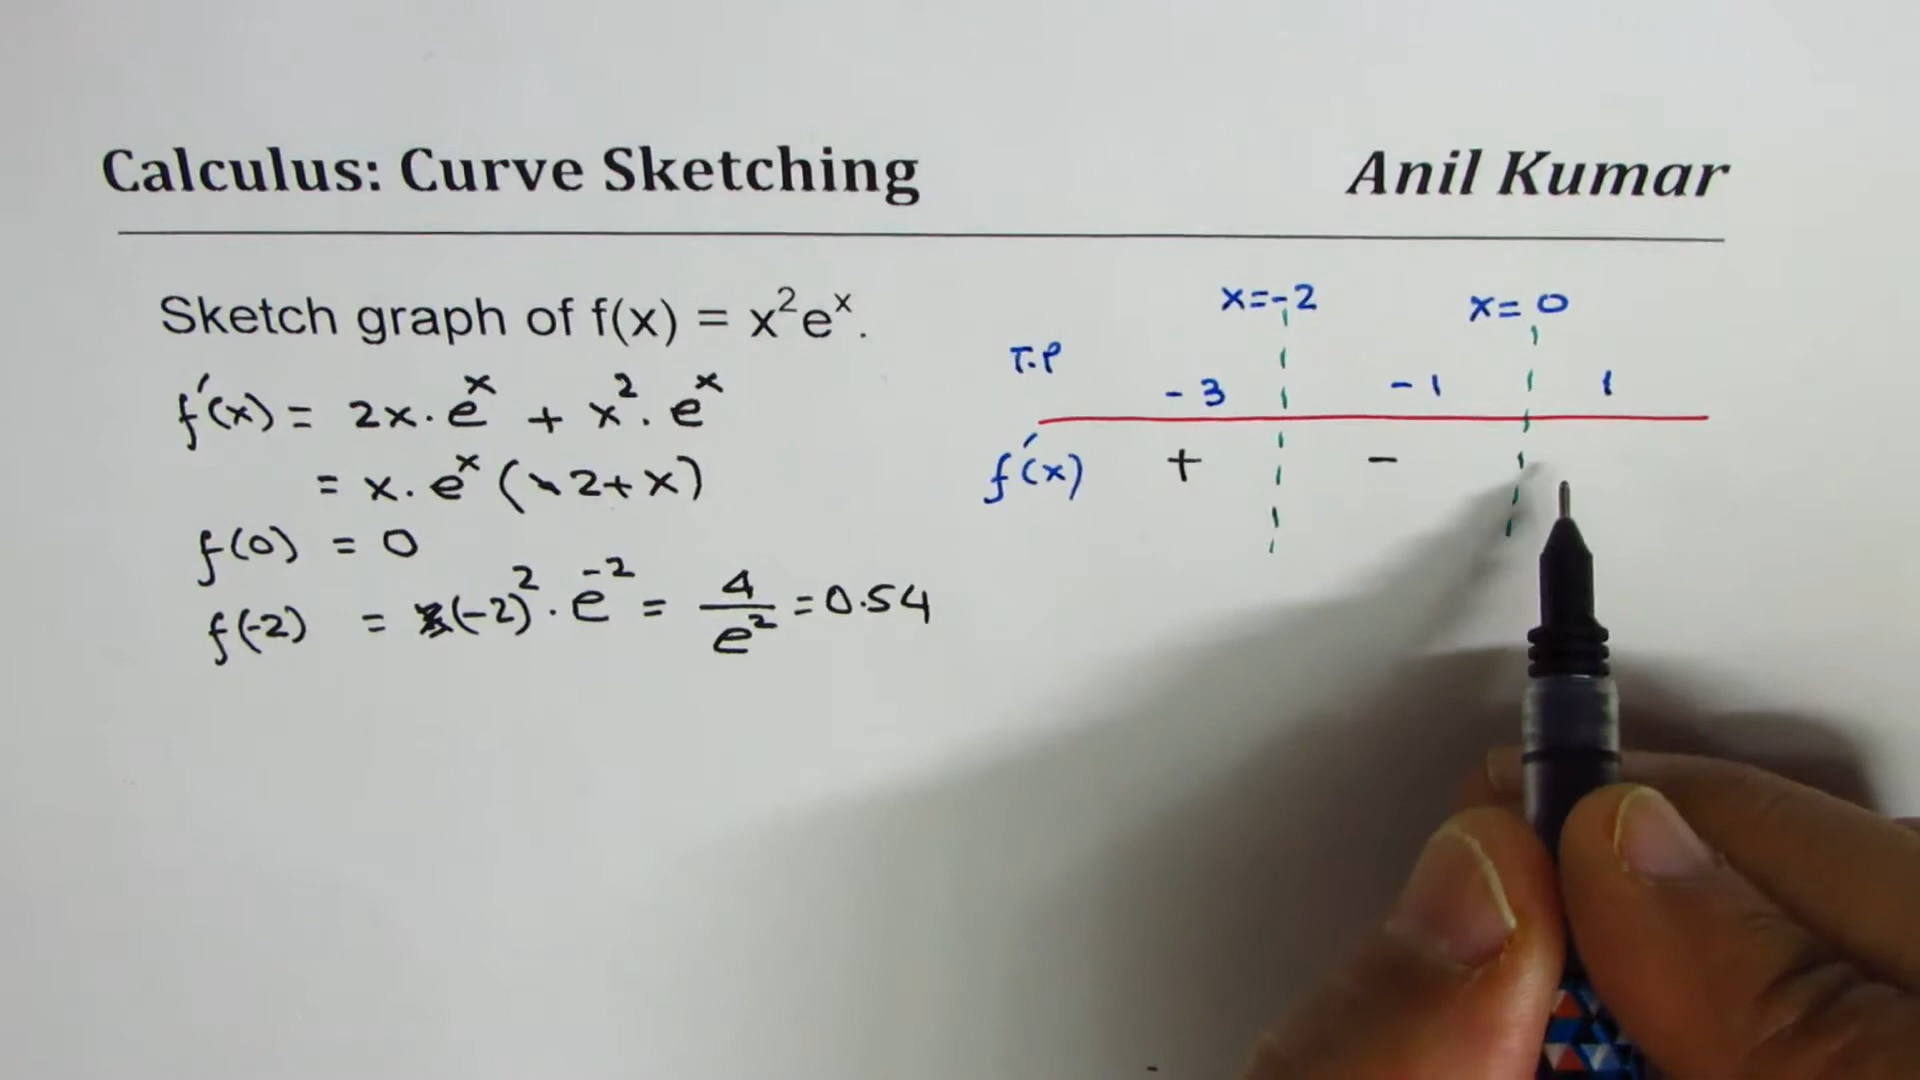 Calculus: Curve Sketching
Anil Kumar
Sketch graph of f(x) = x²eˣ.
f′(x) = 2x · eˣ + x² · eˣ
= x · eˣ (2 + x)
f(0) = 0
f(-2) = (-2)² · e⁻² = 4/e² = 0.54
x=-2 x=0
T.P
-3 -1 1
f′(x) + -